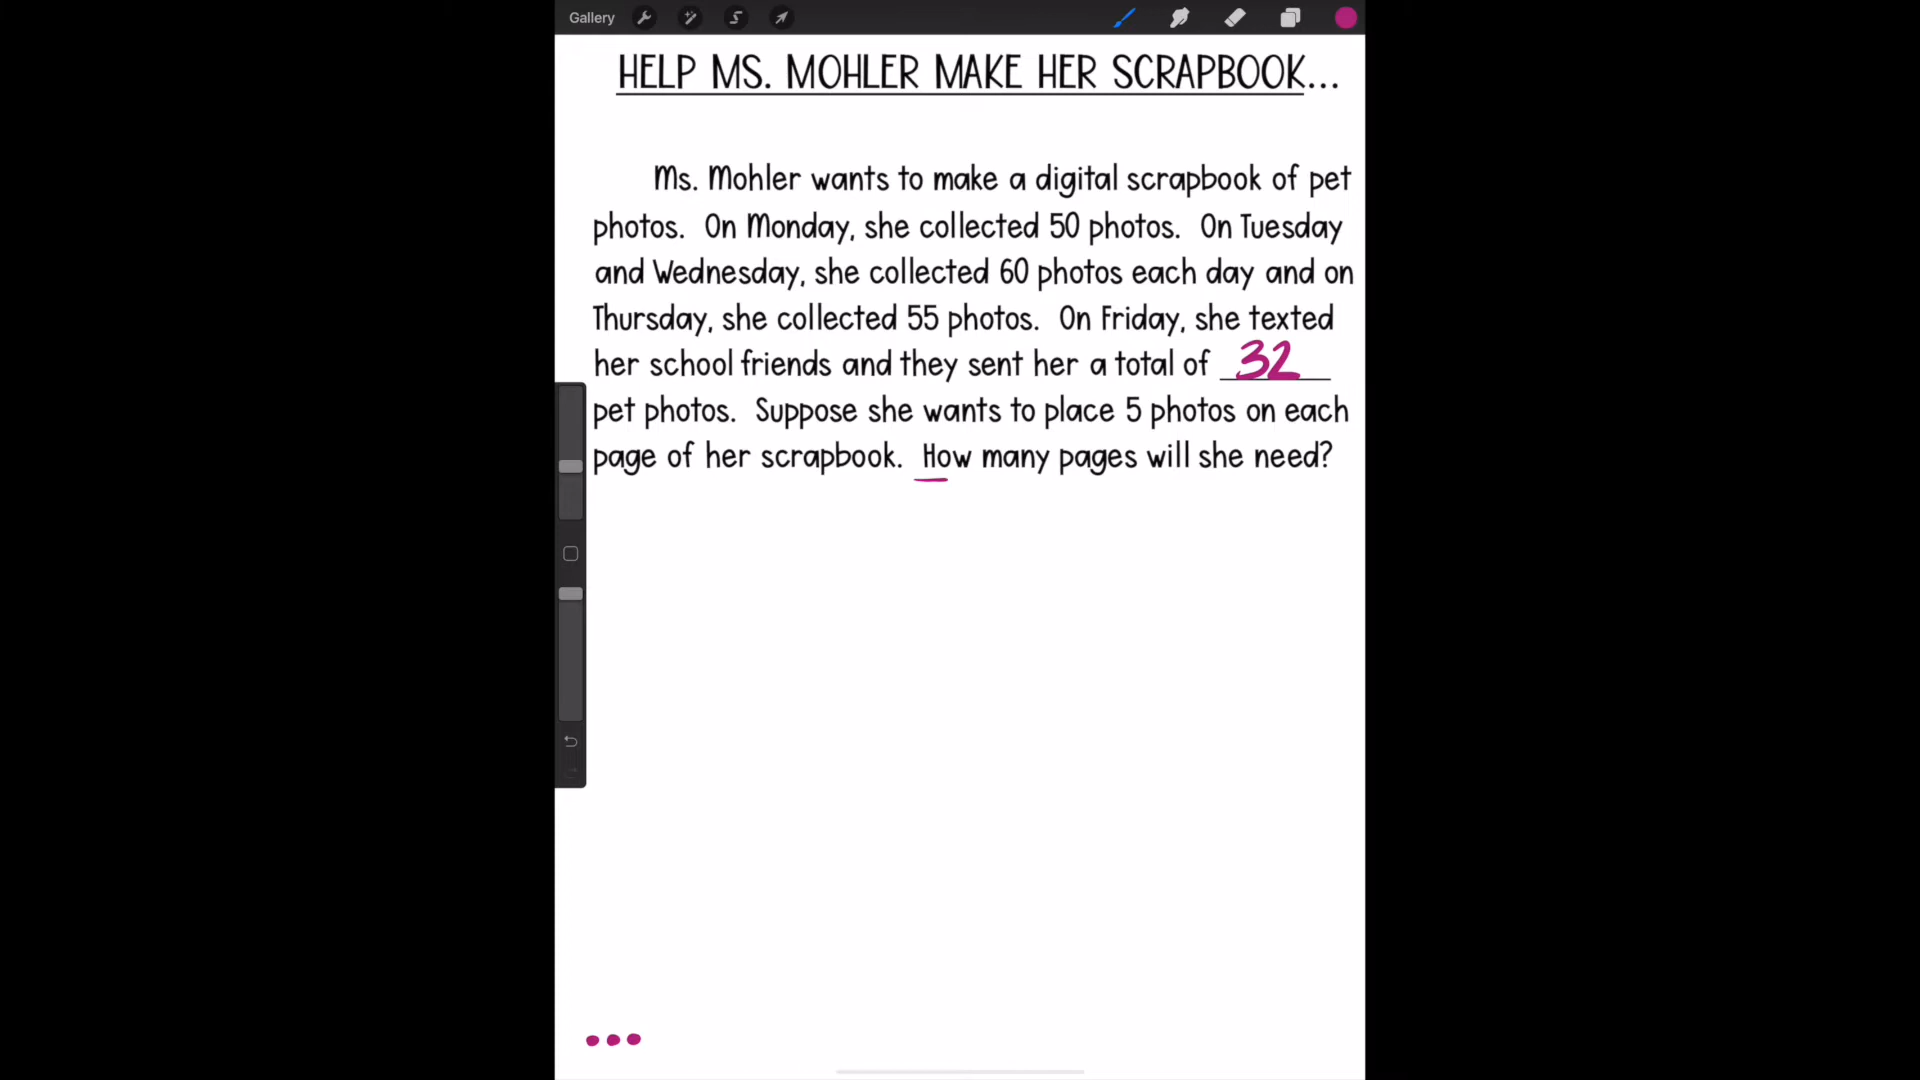 Gallery
HELP MS. MOHLER MAKE HER SCRAPBOOK...
Ms. Mohler wants to make a digital scrapbook of pet
photos. On Monday, she collected 50 photos. On Tuesday
and Wednesday, she collected 60 photos each day and on
Thursday, she collected 55 photos. On Friday, she texted
her school friends and they sent her a total of 32
pet photos. Suppose she wants to place 5 photos on each
page of her scrapbook. How many pages will she need?
...